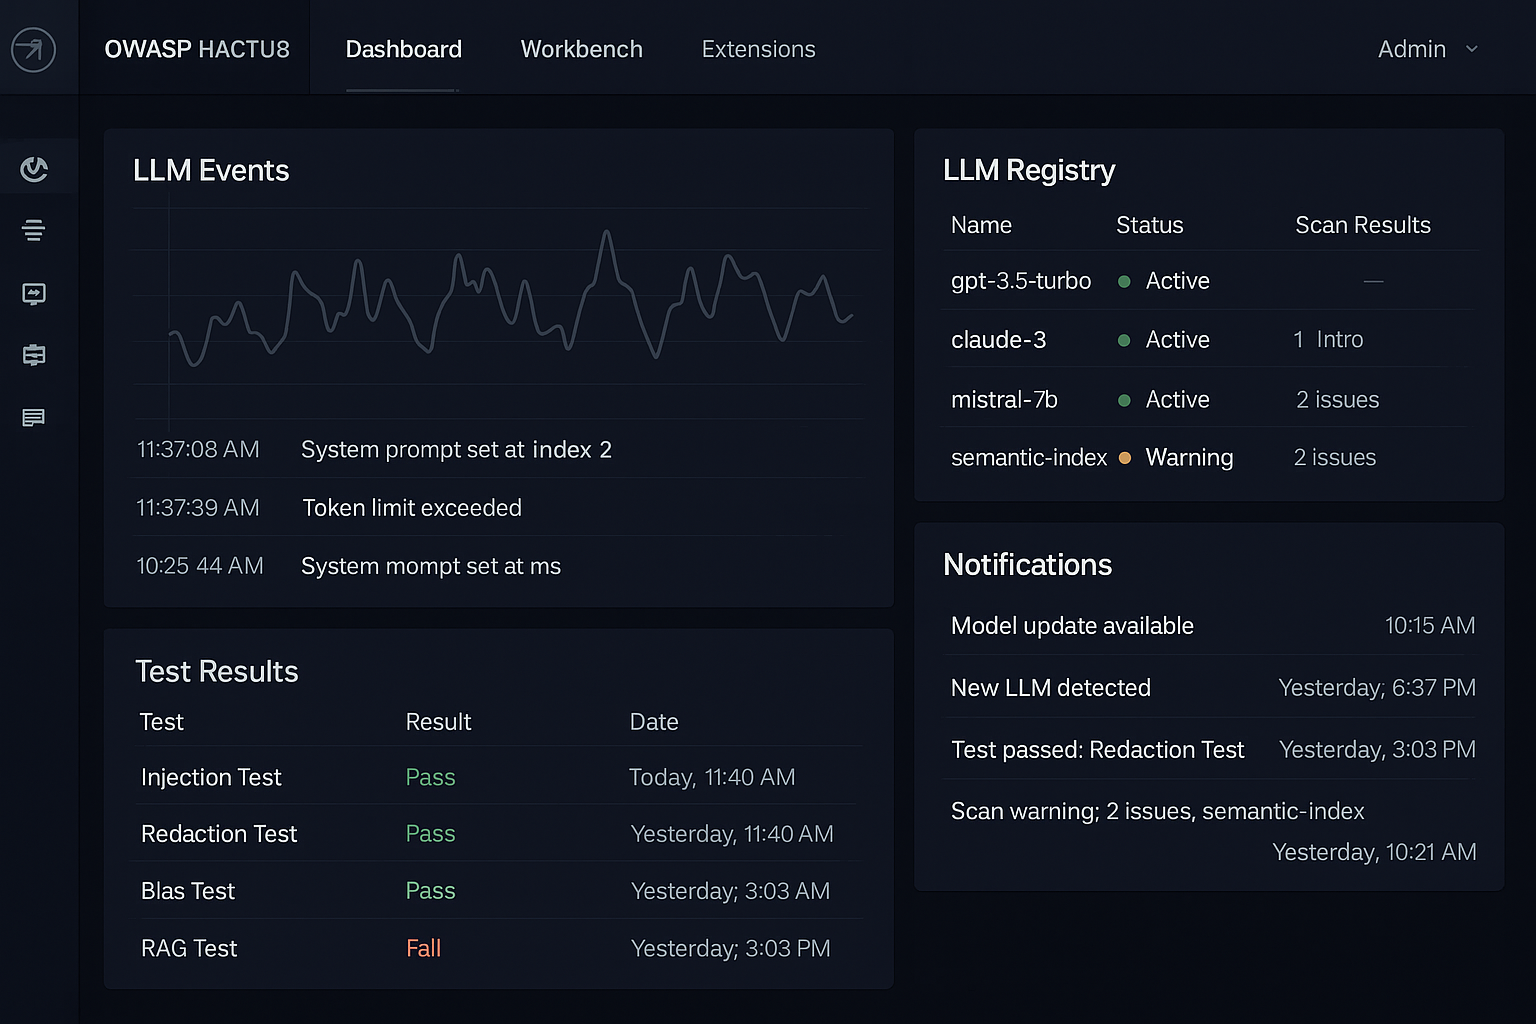 OWASP HACTU8 Dashboard Workbench Extensions Admin
LLM Events
11:37:08 AM System prompt set at index 2
11:37:39 AM Token limit exceeded
10:25 44 AM System mompt set at ms
Test Results
Test Result Date
Injection Test Pass Today, 11:40 AM
Redaction Test Pass Yesterday, 11:40 AM
Blas Test Pass Yesterday; 3:03 AM
RAG Test Fall Yesterday; 3:03 PM
LLM Registry
Name Status Scan Results
gpt-3.5-turbo Active —
claude-3 Active 1 Intro
mistral-7b Active 2 issues
semantic-index Warning 2 issues
Notifications
Model update available 10:15 AM
New LLM detected Yesterday; 6:37 PM
Test passed: Redaction Test Yesterday, 3:03 PM
Scan warning; 2 issues, semantic-index
Yesterday, 10:21 AM